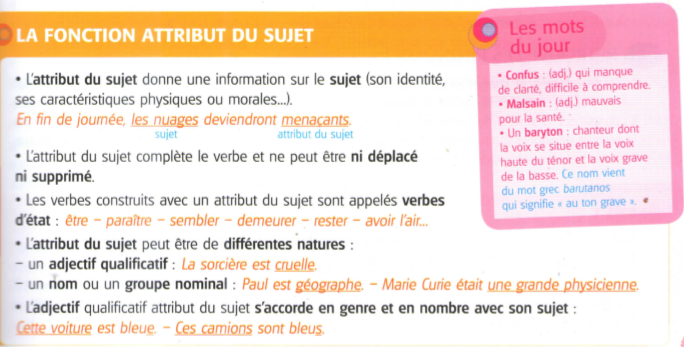 LA FONCTION ATTRIBUT DU SUJET
• L'attribut du sujet donne une information sur le sujet (son identité,
ses caractéristiques physiques ou morales...).
En fin de journée, les nuages deviendront menaçants.
sujet attribut du sujet
• L'attribut du sujet complète le verbe et ne peut être ni déplacé
ni supprimé.
• Les verbes construits avec un attribut du sujet sont appelés verbes
d'état : être – paraître – sembler – demeurer – rester – avoir l'air...
• L'attribut du sujet peut être de différentes natures :
– un adjectif qualificatif : La sorcière est cruelle.
– un nom ou un groupe nominal : Paul est géographe. – Marie Curie était une grande physicienne.
• L'adjectif qualificatif attribut du sujet s'accorde en genre et en nombre avec son sujet :
Cette voiture est bleue. – Ces camions sont bleus.
Les mots
du jour
• Confus : (adj.) qui manque
de clarté, difficile à comprendre.
• Malsain : (adj.) mauvais
pour la santé.
• Un baryton : chanteur dont
la voix se situe entre la voix
haute du ténor et la voix grave
de la basse. Ce nom vient
du mot grec barutanos
qui signifie « au ton grave ».